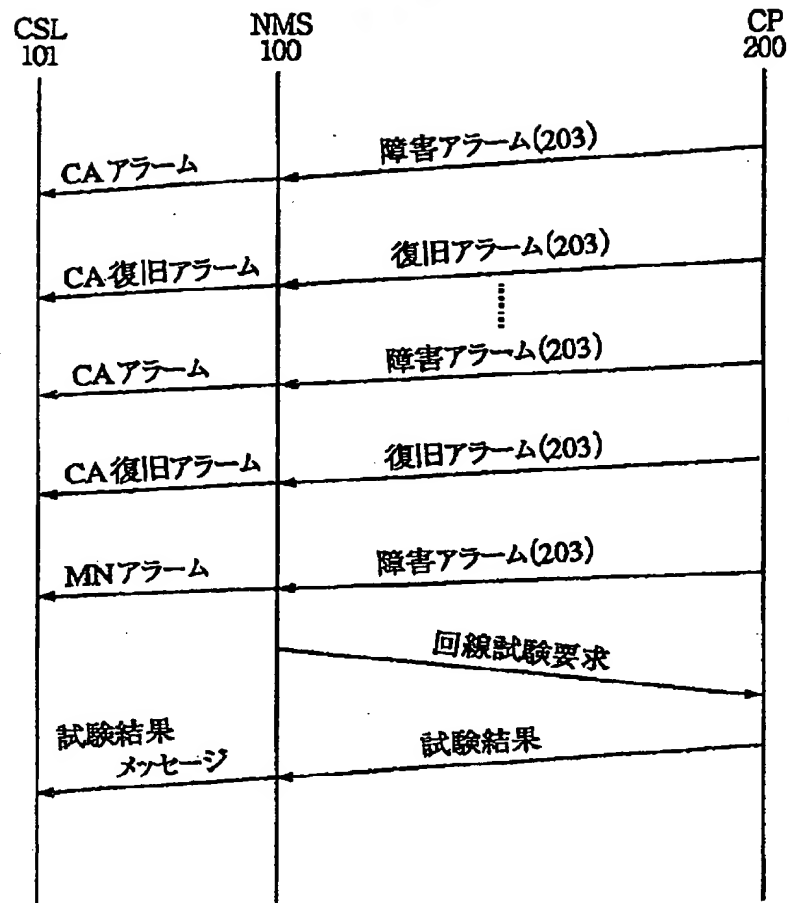 CSL
101
NMS
100
CP
200
障害アラーム(203)
CAアラーム
復旧アラーム(203)
CA復旧アラーム
障害アラーム(203)
CAアラーム
復旧アラーム(203)
CA復旧アラーム
障害アラーム(203)
MNアラーム
回線試験要求
試験結果
試験結果
メッセージ